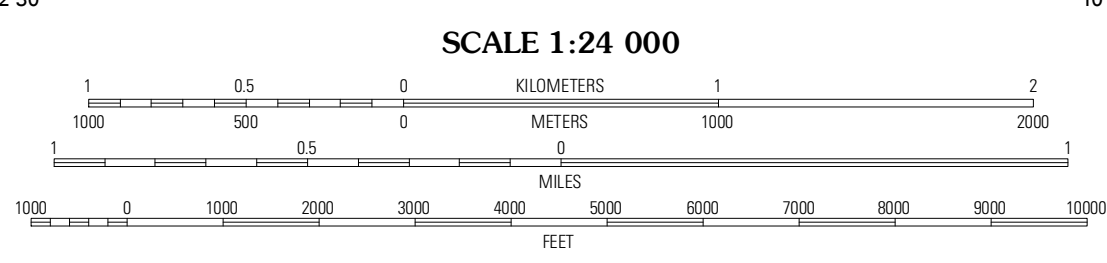 SCALE 1:24 000
1 0.5 0 KILOMETERS 1 2
1000 500 0 METERS 1000 2000
1 0.5 0 1
MILES
1000 0 1000 2000 3000 4000 5000 6000 7000 8000 9000 10000
FEET